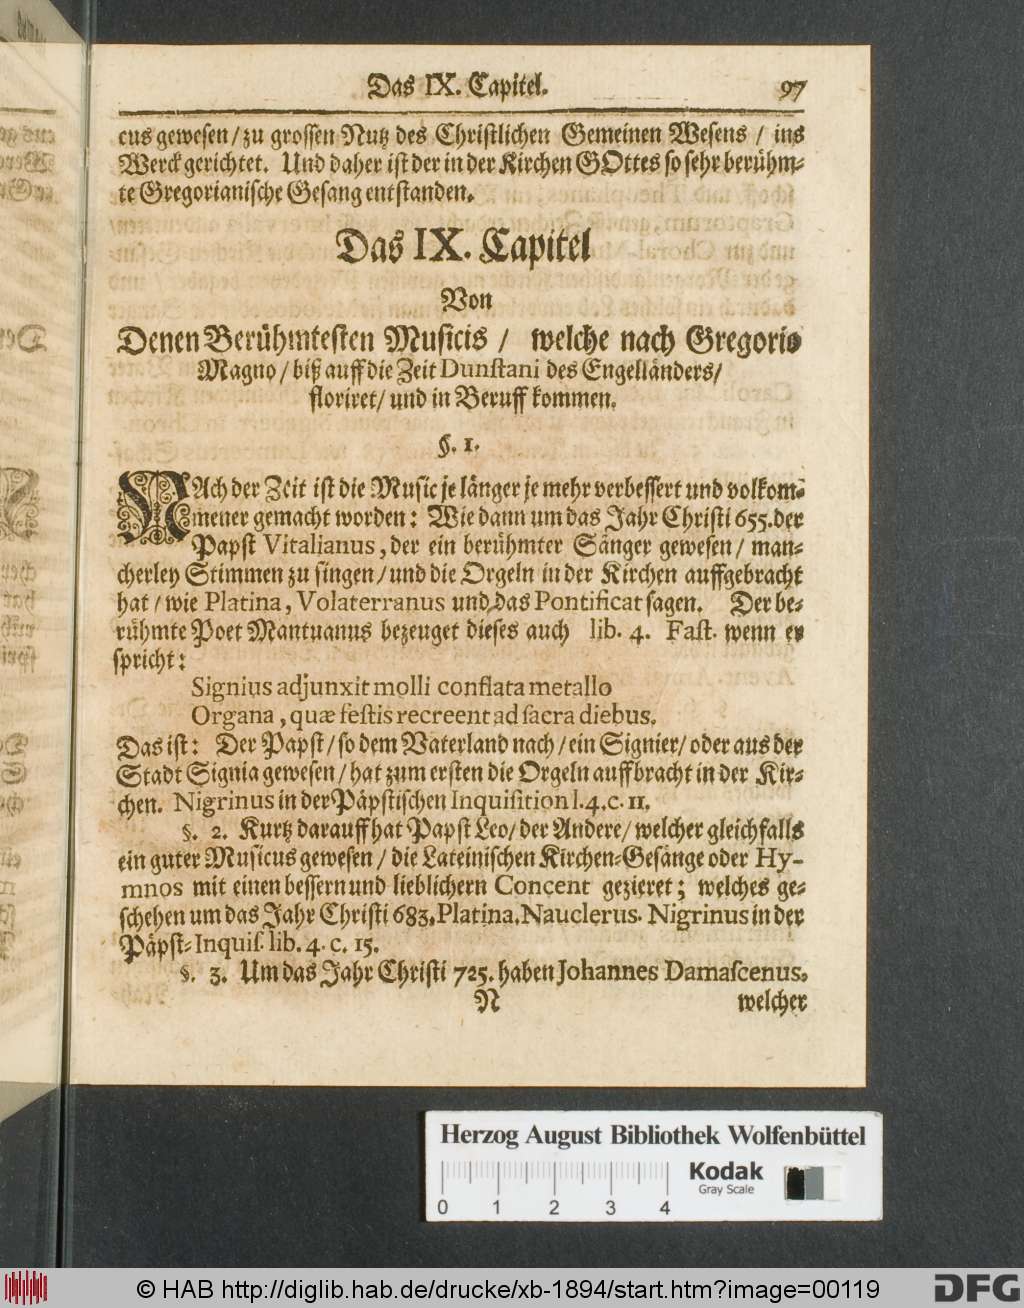 Das IX. Capitel. 97
cus gewesen / zu grossen Nutz des Christlichen Gemeinen Wesens / ins
Werck gerichtet. Und daher ist der in der Kirchen GOttes so sehr berühm-
te Gregorianische Gesang entstanden.
Das IX. Capitel
Von
Denen Berühmtesten Musicis / welche nach Gregorio
Magno / biß auff die Zeit Dunſtani des Engelländers /
floriret / und in Beruff kommen.
§. 1.
NAch der Zeit ist die Music je länger je mehr verbessert und volkom-
mener gemacht worden: Wie dann um das Jahr Christi 655. der
Papst Vitalianus, der ein berühmter Sänger gewesen / man-
cherley Stimmen zu singen / und die Orgeln in der Kirchen auffgebracht
hat / wie Platina, Volaterranus und das Pontificat sagen. Der be-
rühmte Poet Mantuanus bezeuget dieses auch lib. 4. Faſt. wenn er
spricht:
Signius adjunxit molli conflata metallo
Organa, quæ feſtis recreent ad ſacra diebus.
Das ist: Der Papst / so dem Vaterland nach / ein Signier / oder aus der
Stadt Signia gewesen / hat zum ersten die Orgeln auffbracht in der Kir-
chen. Nigrinus in der Päpstischen Inquiſition l. 4. c. 11.
§. 2. Kurtz darauff hat Papst Leo / der Andere / welcher gleichfalls
ein guter Musicus gewesen / die Lateinischen Kirchen-Gesänge oder Hy-
mnos mit einen bessern und lieblichern Concent gezieret; welches ge-
schehen um das Jahr Christi 683. Platina. Nauclerus. Nigrinus in der
Päpst-Inquiſ. lib. 4. c. 15.
§. 3. Um das Jahr Christi 725. haben Johannes Damaſcenus.
N welcher
Herzog August Bibliothek Wolfenbüttel
Kodak
Gray Scale
0 1 2 3 4
© HAB http://diglib.hab.de/drucke/xb-1894/start.htm?image=00119 DFG